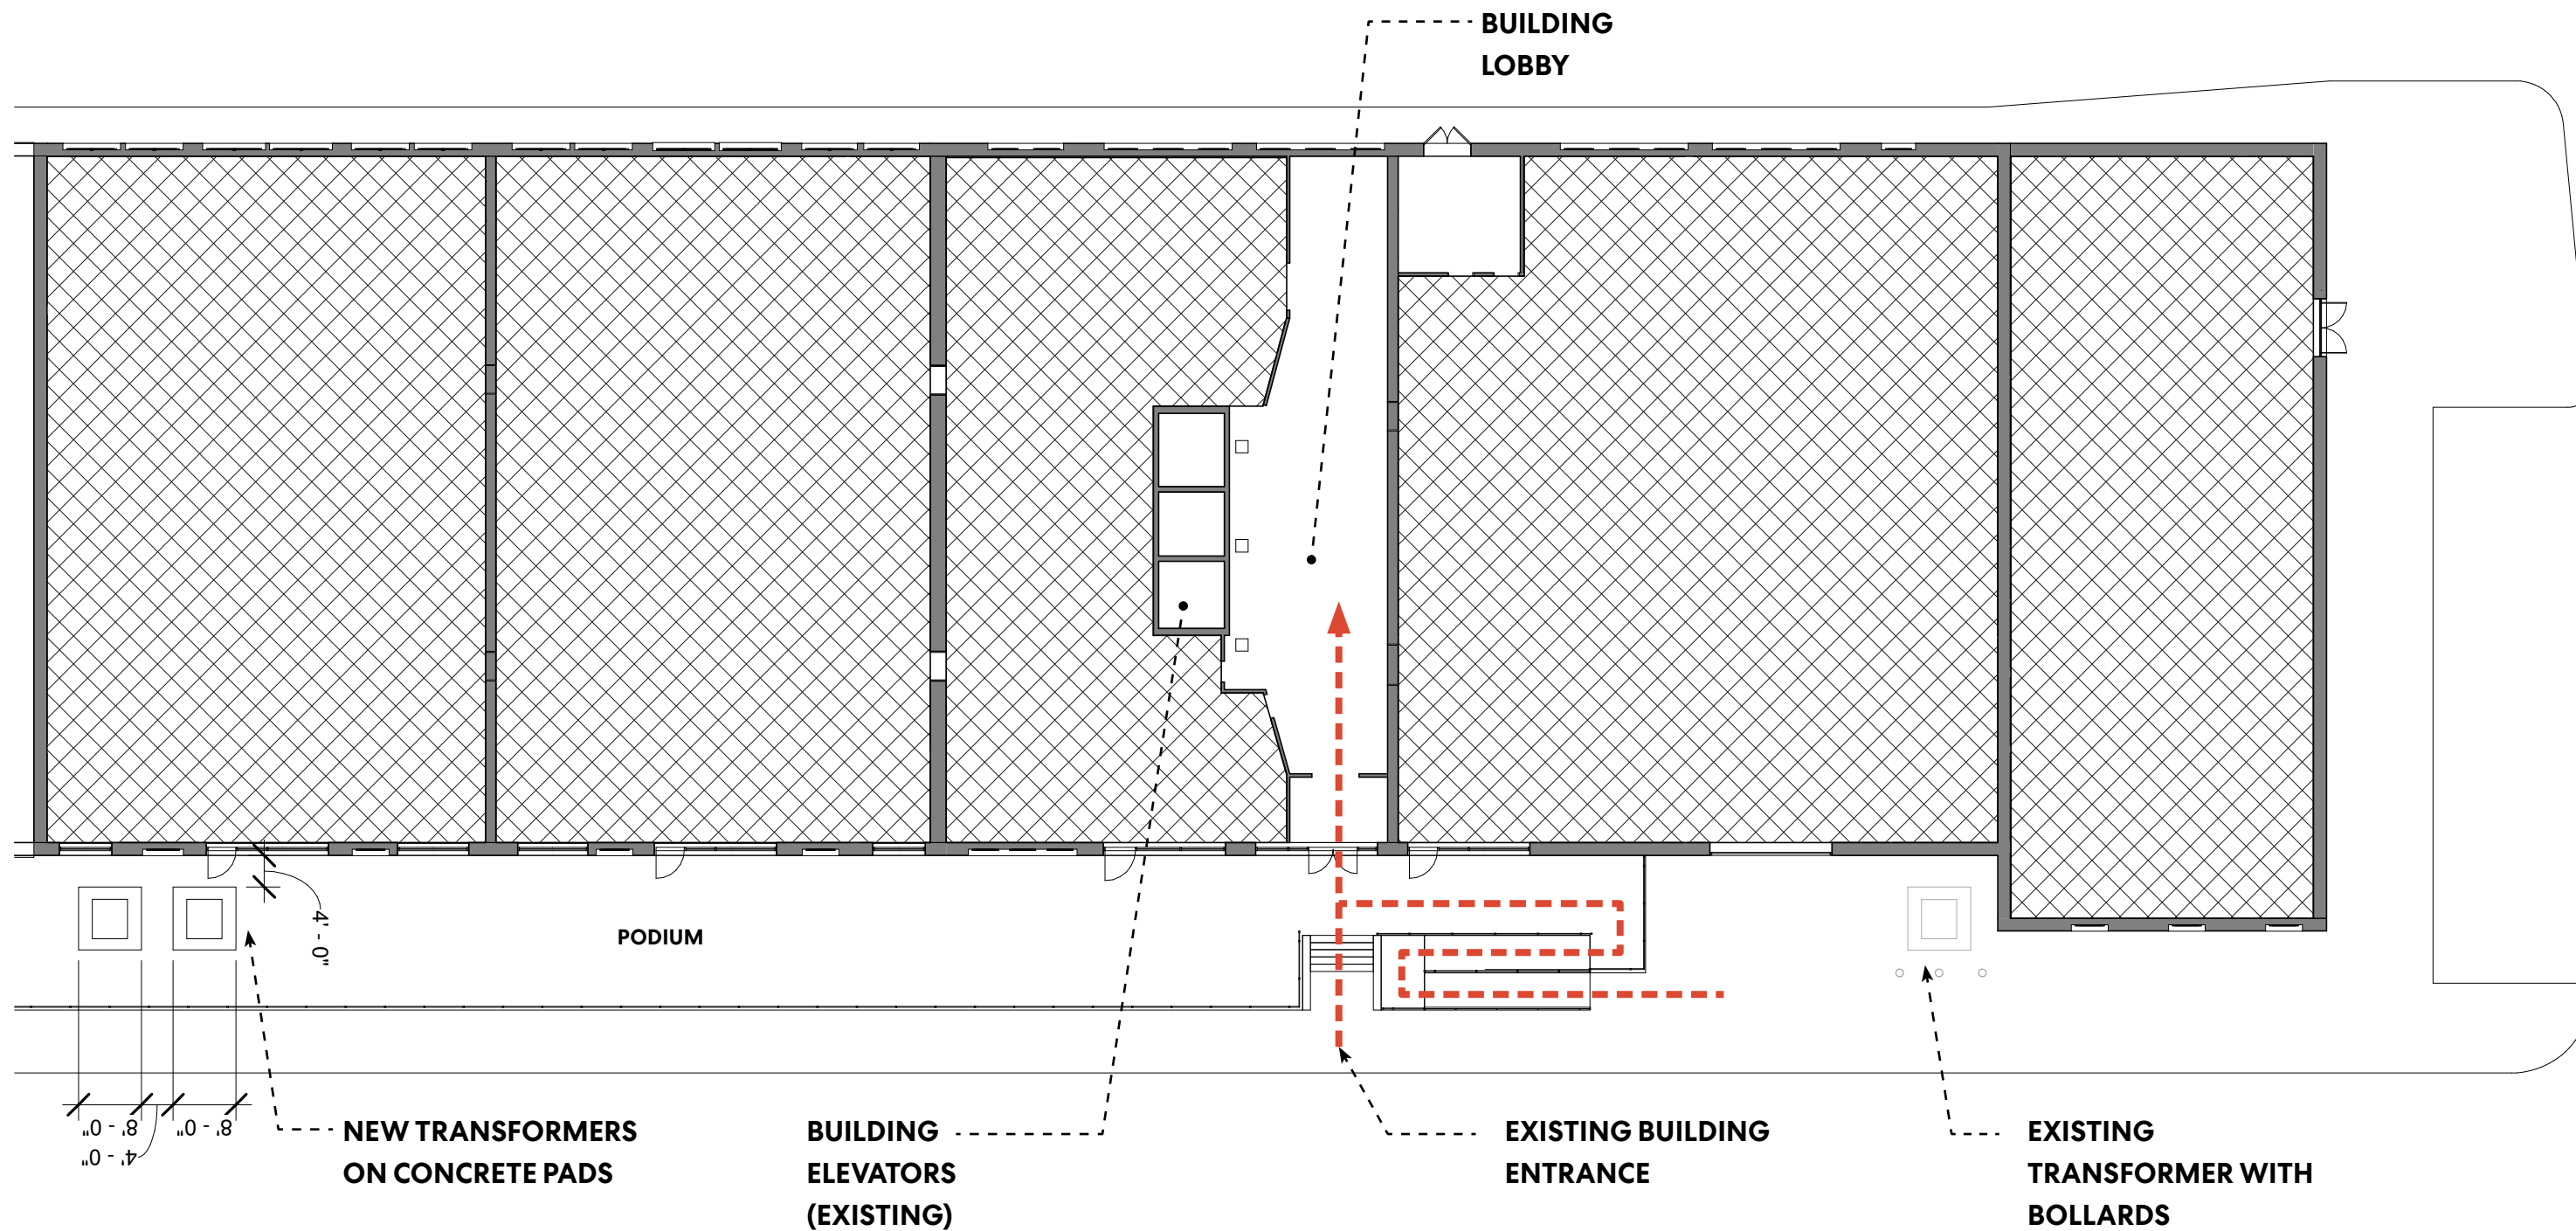 BUILDING
LOBBY
4' - 0"
PODIUM
8' - 0"
8' - 0"
4' - 0"
NEW TRANSFORMERS
ON CONCRETE PADS
BUILDING
ELEVATORS
(EXISTING)
EXISTING BUILDING
ENTRANCE
EXISTING
TRANSFORMER WITH
BOLLARDS